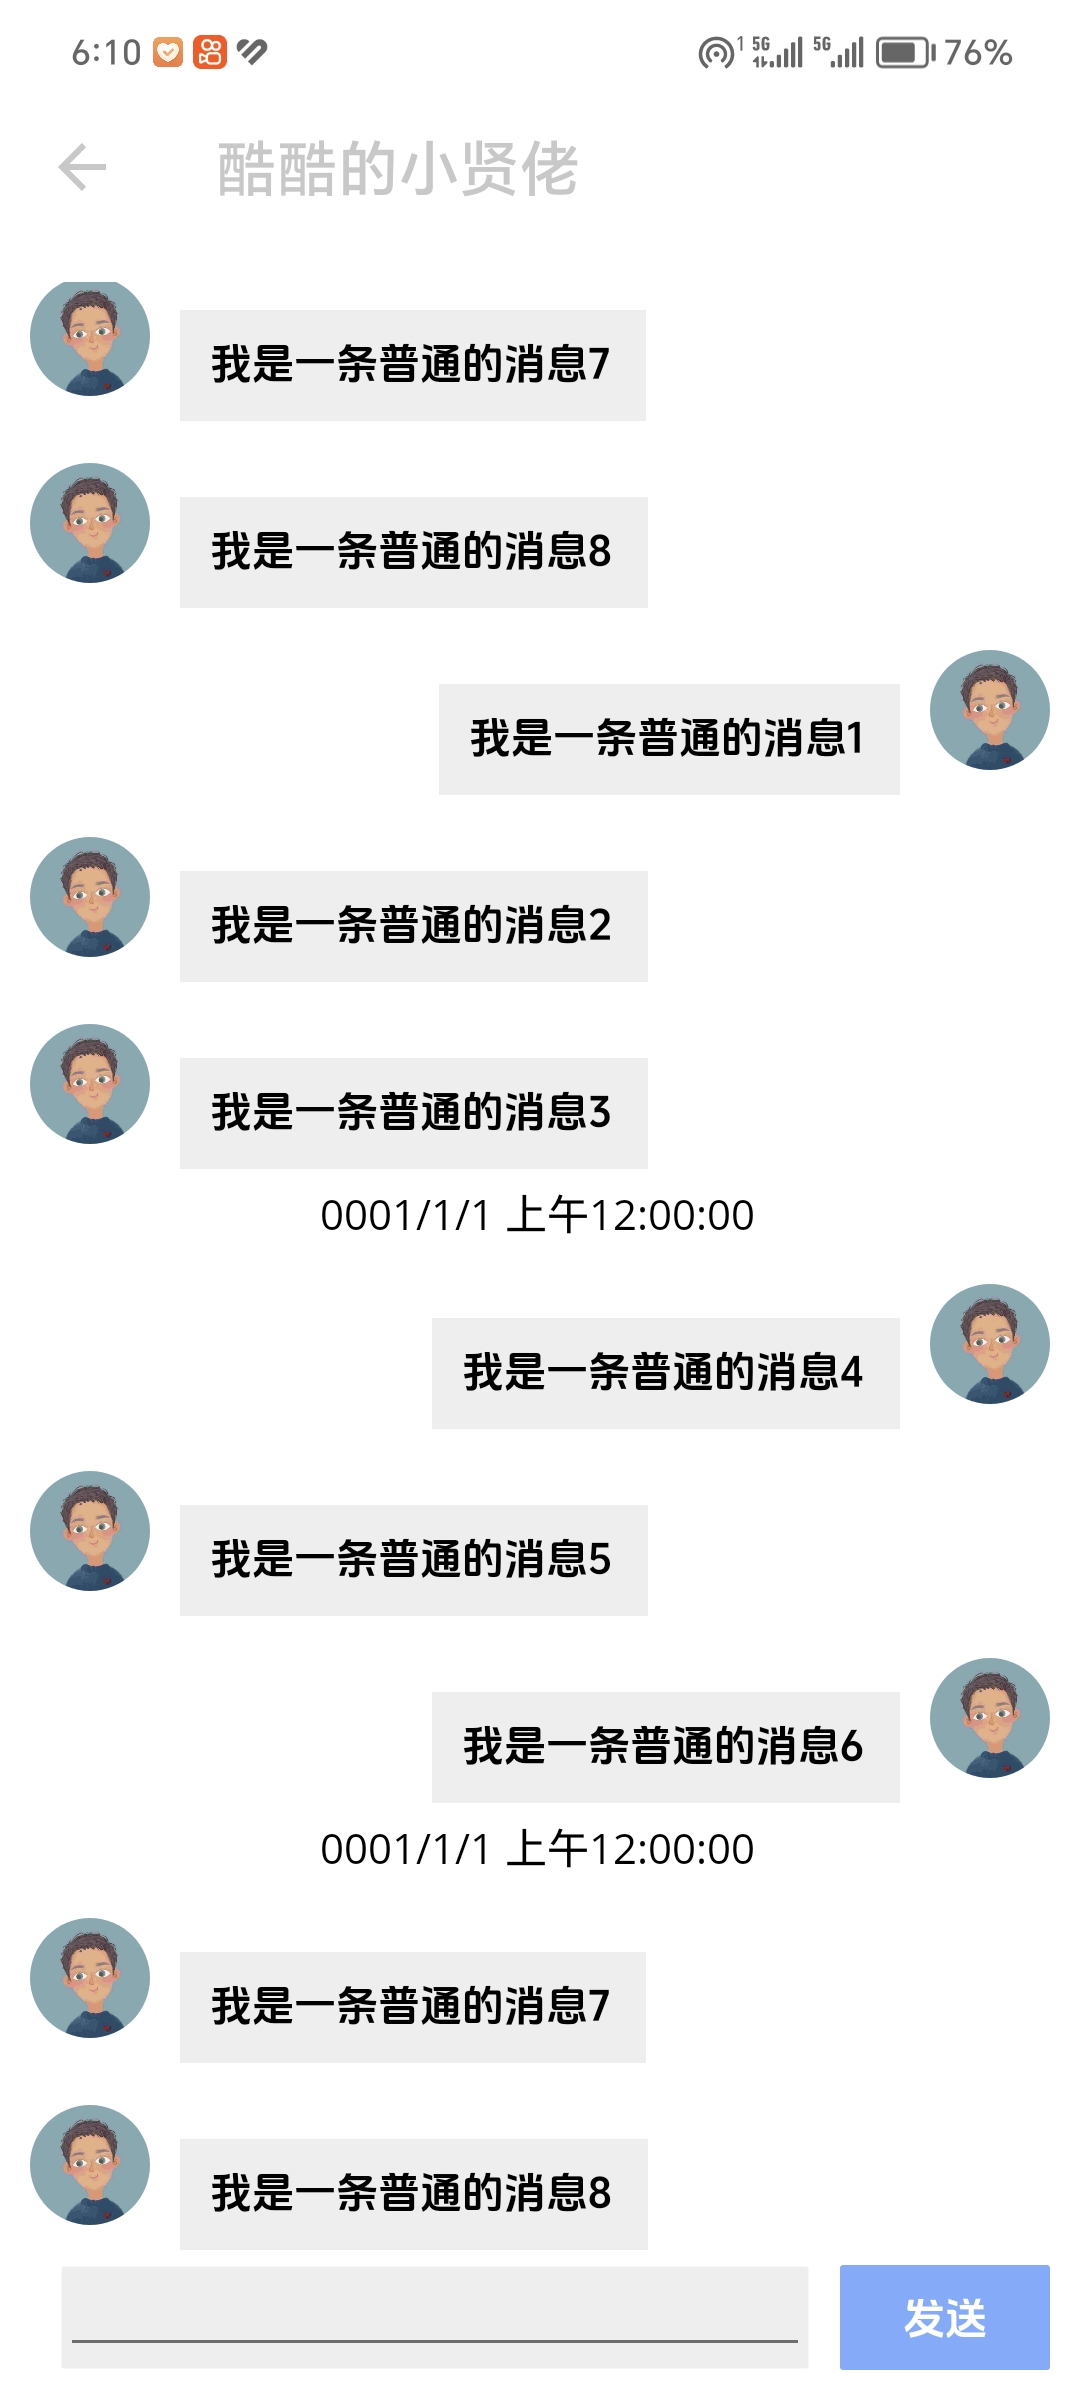 6:10
1 5G 5G 76%
酷酷的小贤佬
我是一条普通的消息7
我是一条普通的消息8
我是一条普通的消息1
我是一条普通的消息2
我是一条普通的消息3
0001/1/1 上午12:00:00
我是一条普通的消息4
我是一条普通的消息5
我是一条普通的消息6
0001/1/1 上午12:00:00
我是一条普通的消息7
我是一条普通的消息8
发送